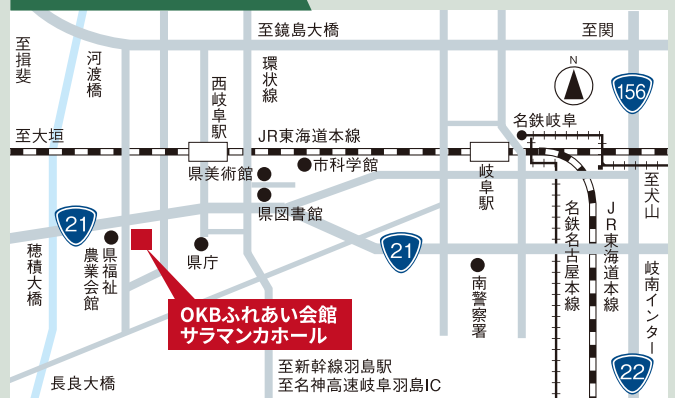 至鏡島大橋
至関
至揖斐
河渡橋
環状線
西岐阜駅
N
156
名鉄岐阜
至大垣
JR東海道本線
県美術館
市科学館
岐阜駅
至犬山
県図書館
21
21
穂積大橋
県福祉
農業会館
県庁
南警察署
名鉄名古屋本線
JR東海道本線
岐南インター
OKBふれあい会館
サラマンカホール
22
長良大橋
至新幹線羽島駅
至名神高速岐阜羽島IC